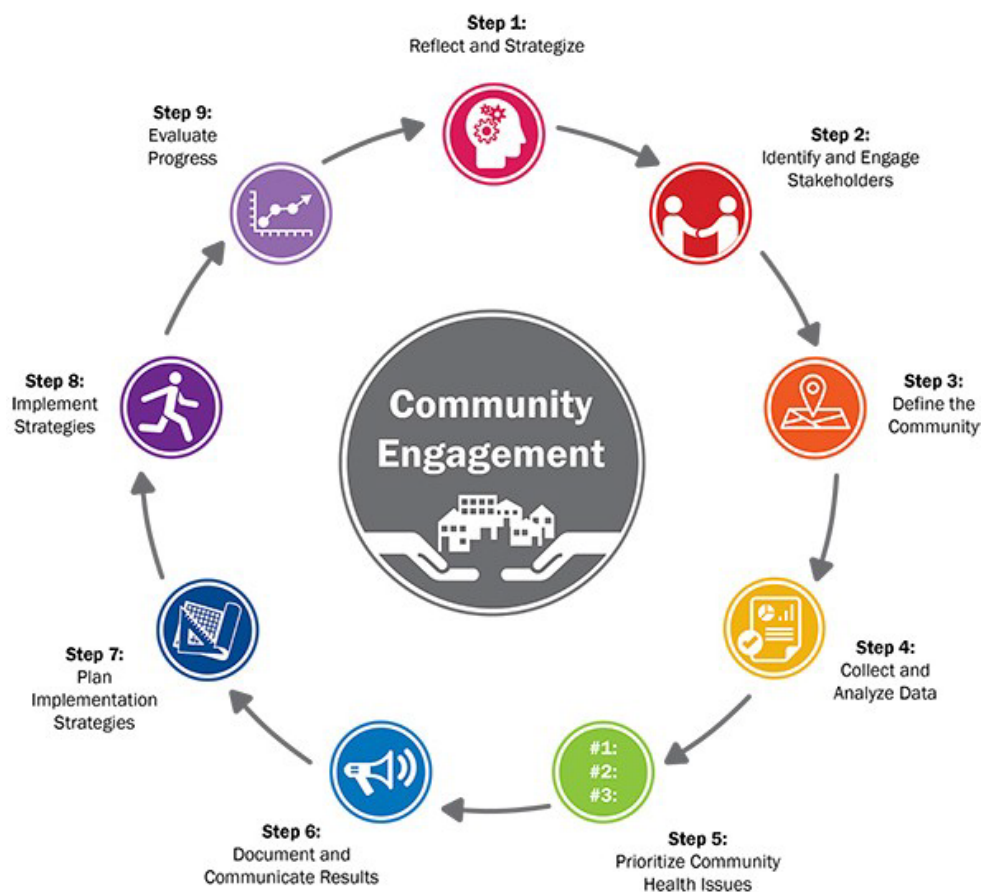 Step 1:
Reflect and Strategize
Step 2:
Identify and Engage
Stakeholders
Step 3:
Define the
Community
Step 4:
Collect and
Analyze Data
#1:
#2:
#3:
Step 5:
Prioritize Community
Health Issues
Step 6:
Document and
Communicate Results
Step 7:
Plan
Implementation
Strategies
Step 8:
Implement
Strategies
Step 9:
Evaluate
Progress
Community
Engagement